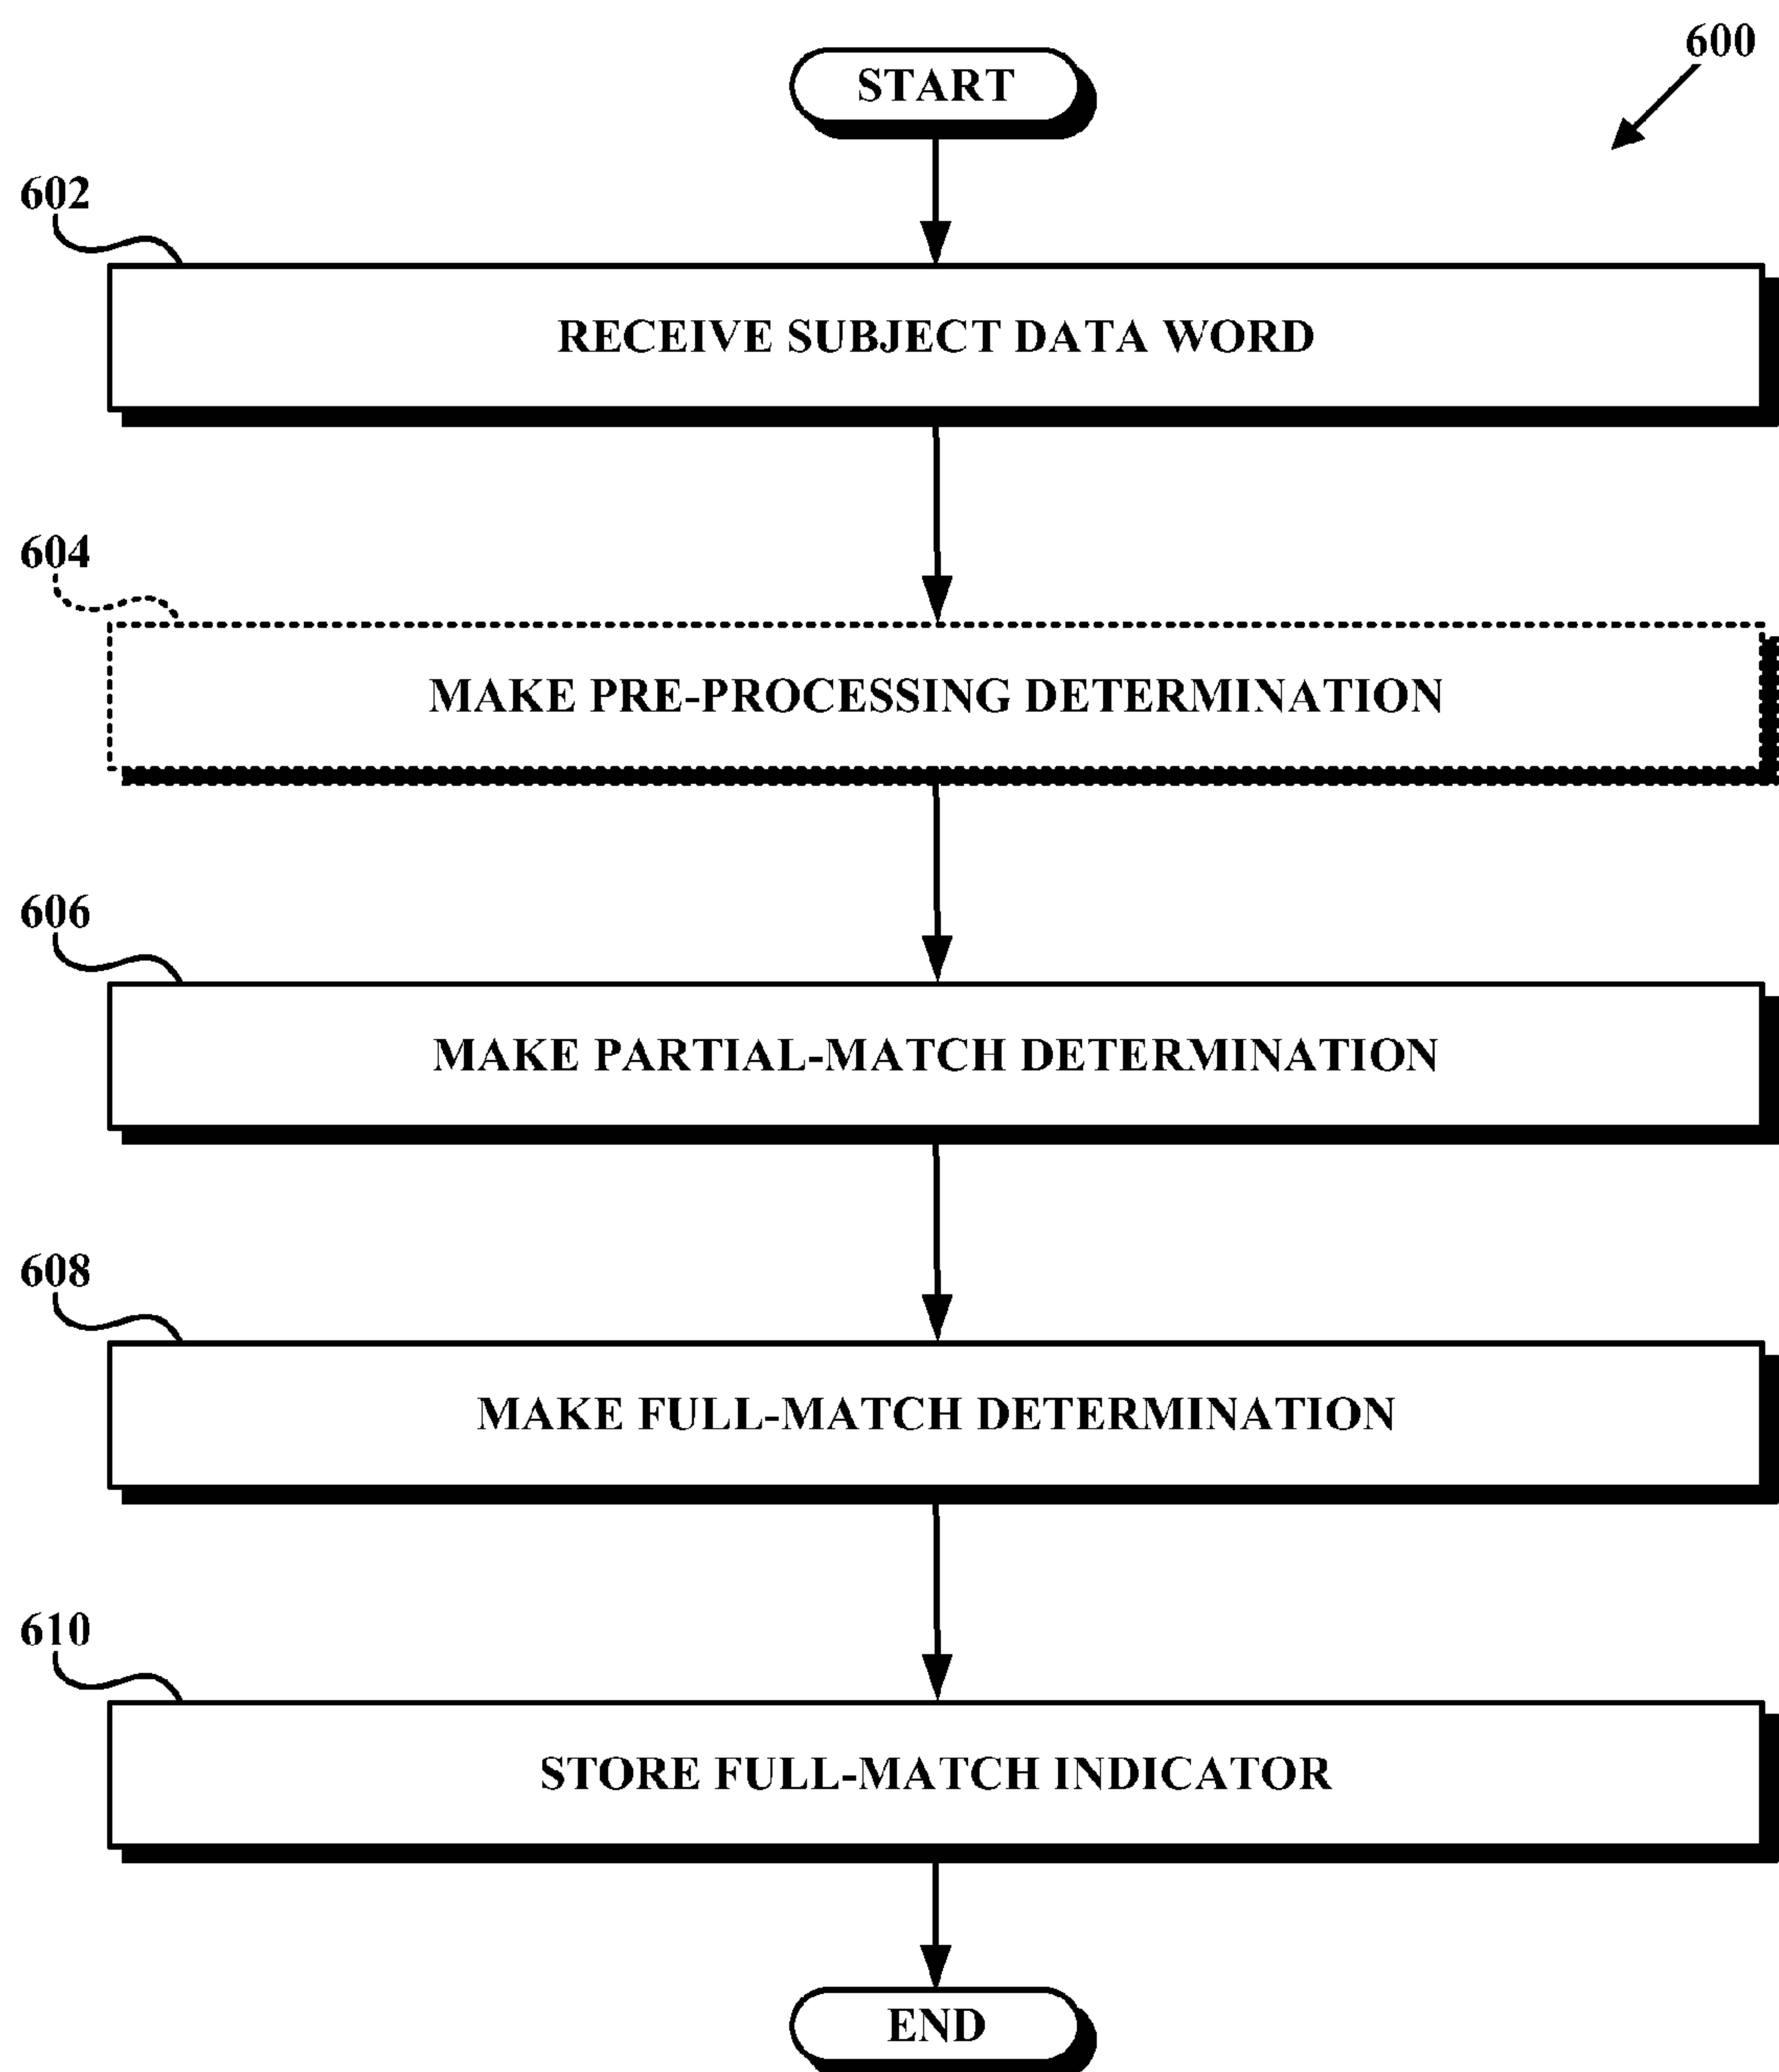 600
START
602
RECEIVE SUBJECT DATA WORD
604
MAKE PRE-PROCESSING DETERMINATION
606
MAKE PARTIAL-MATCH DETERMINATION
608
MAKE FULL-MATCH DETERMINATION
610
STORE FULL-MATCH INDICATOR
END